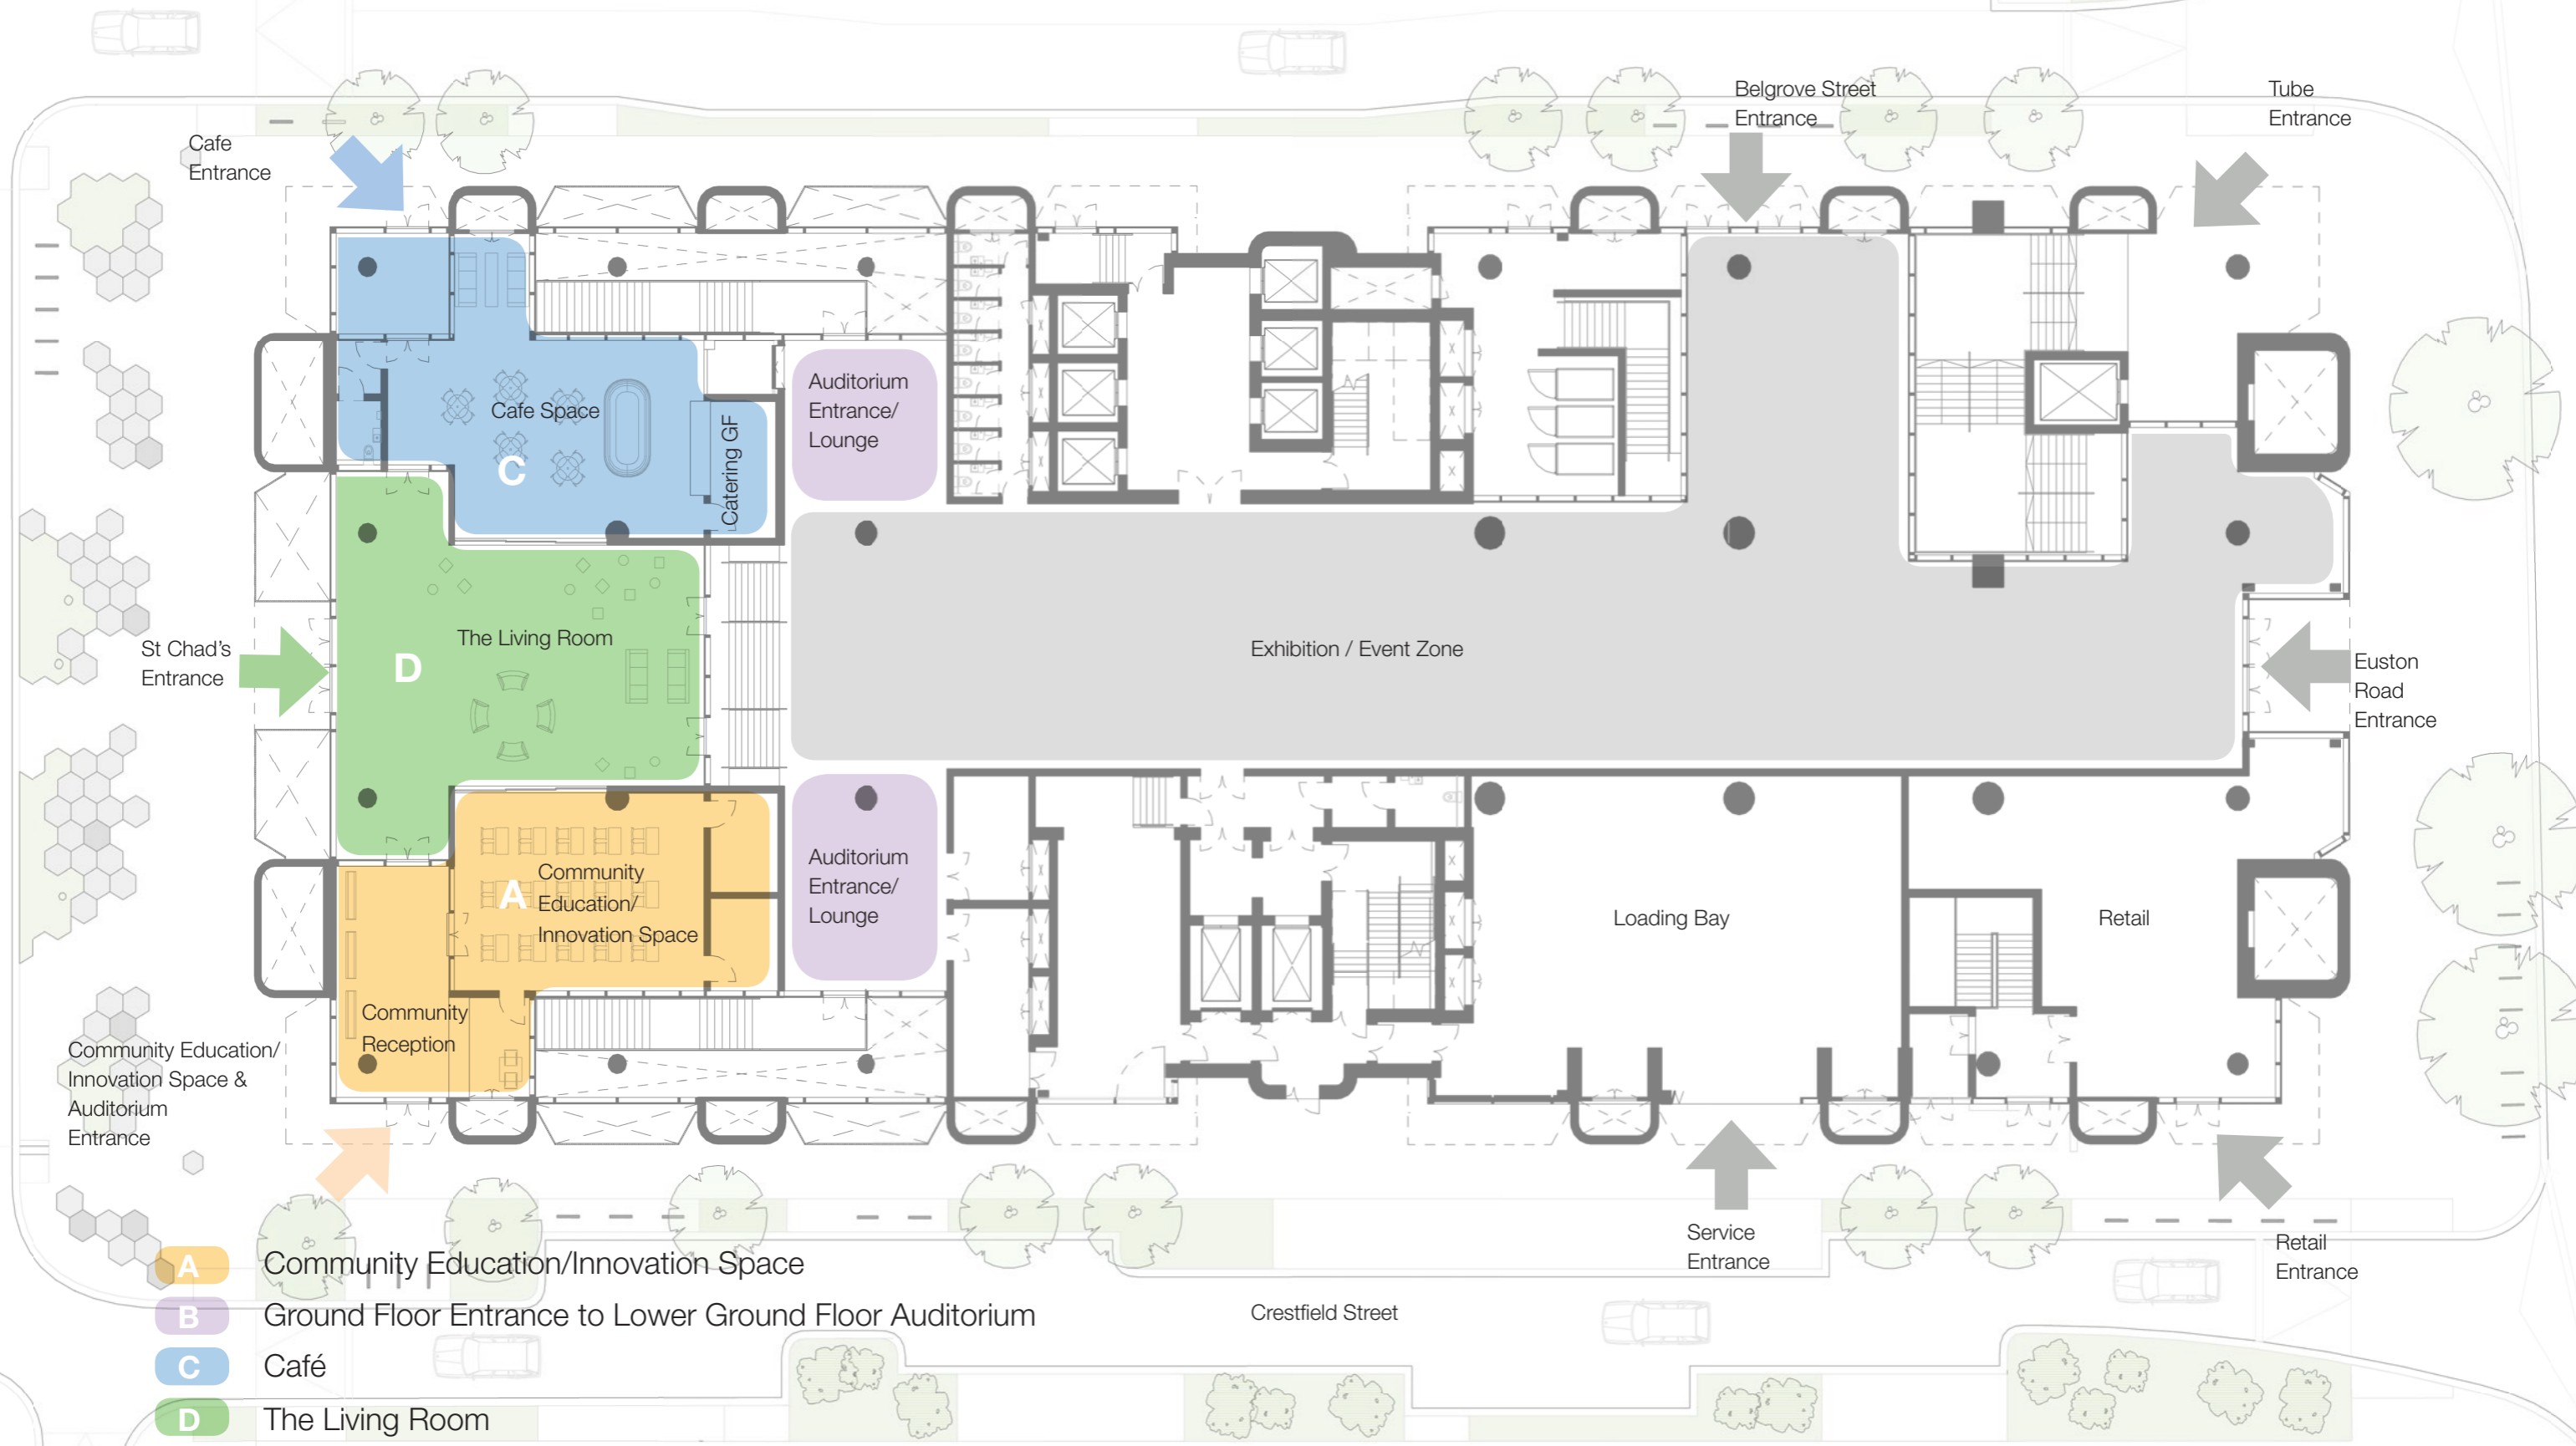 Belgrove Street
Entrance
Tube
Entrance
Cafe
Entrance
Auditorium
Entrance/
Lounge
Cafe Space
C
Catering GF
The Living Room
D
St Chad's
Entrance
Exhibition / Event Zone
Euston
Road
Entrance
Auditorium
Entrance/
Lounge
Community
Education/
Innovation Space
A
Loading Bay
Retail
Community
Reception
Community Education/
Innovation Space &
Auditorium
Entrance
Service
Entrance
Retail
Entrance
A Community Education/Innovation Space
B Ground Floor Entrance to Lower Ground Floor Auditorium
C Café
D The Living Room
Crestfield Street